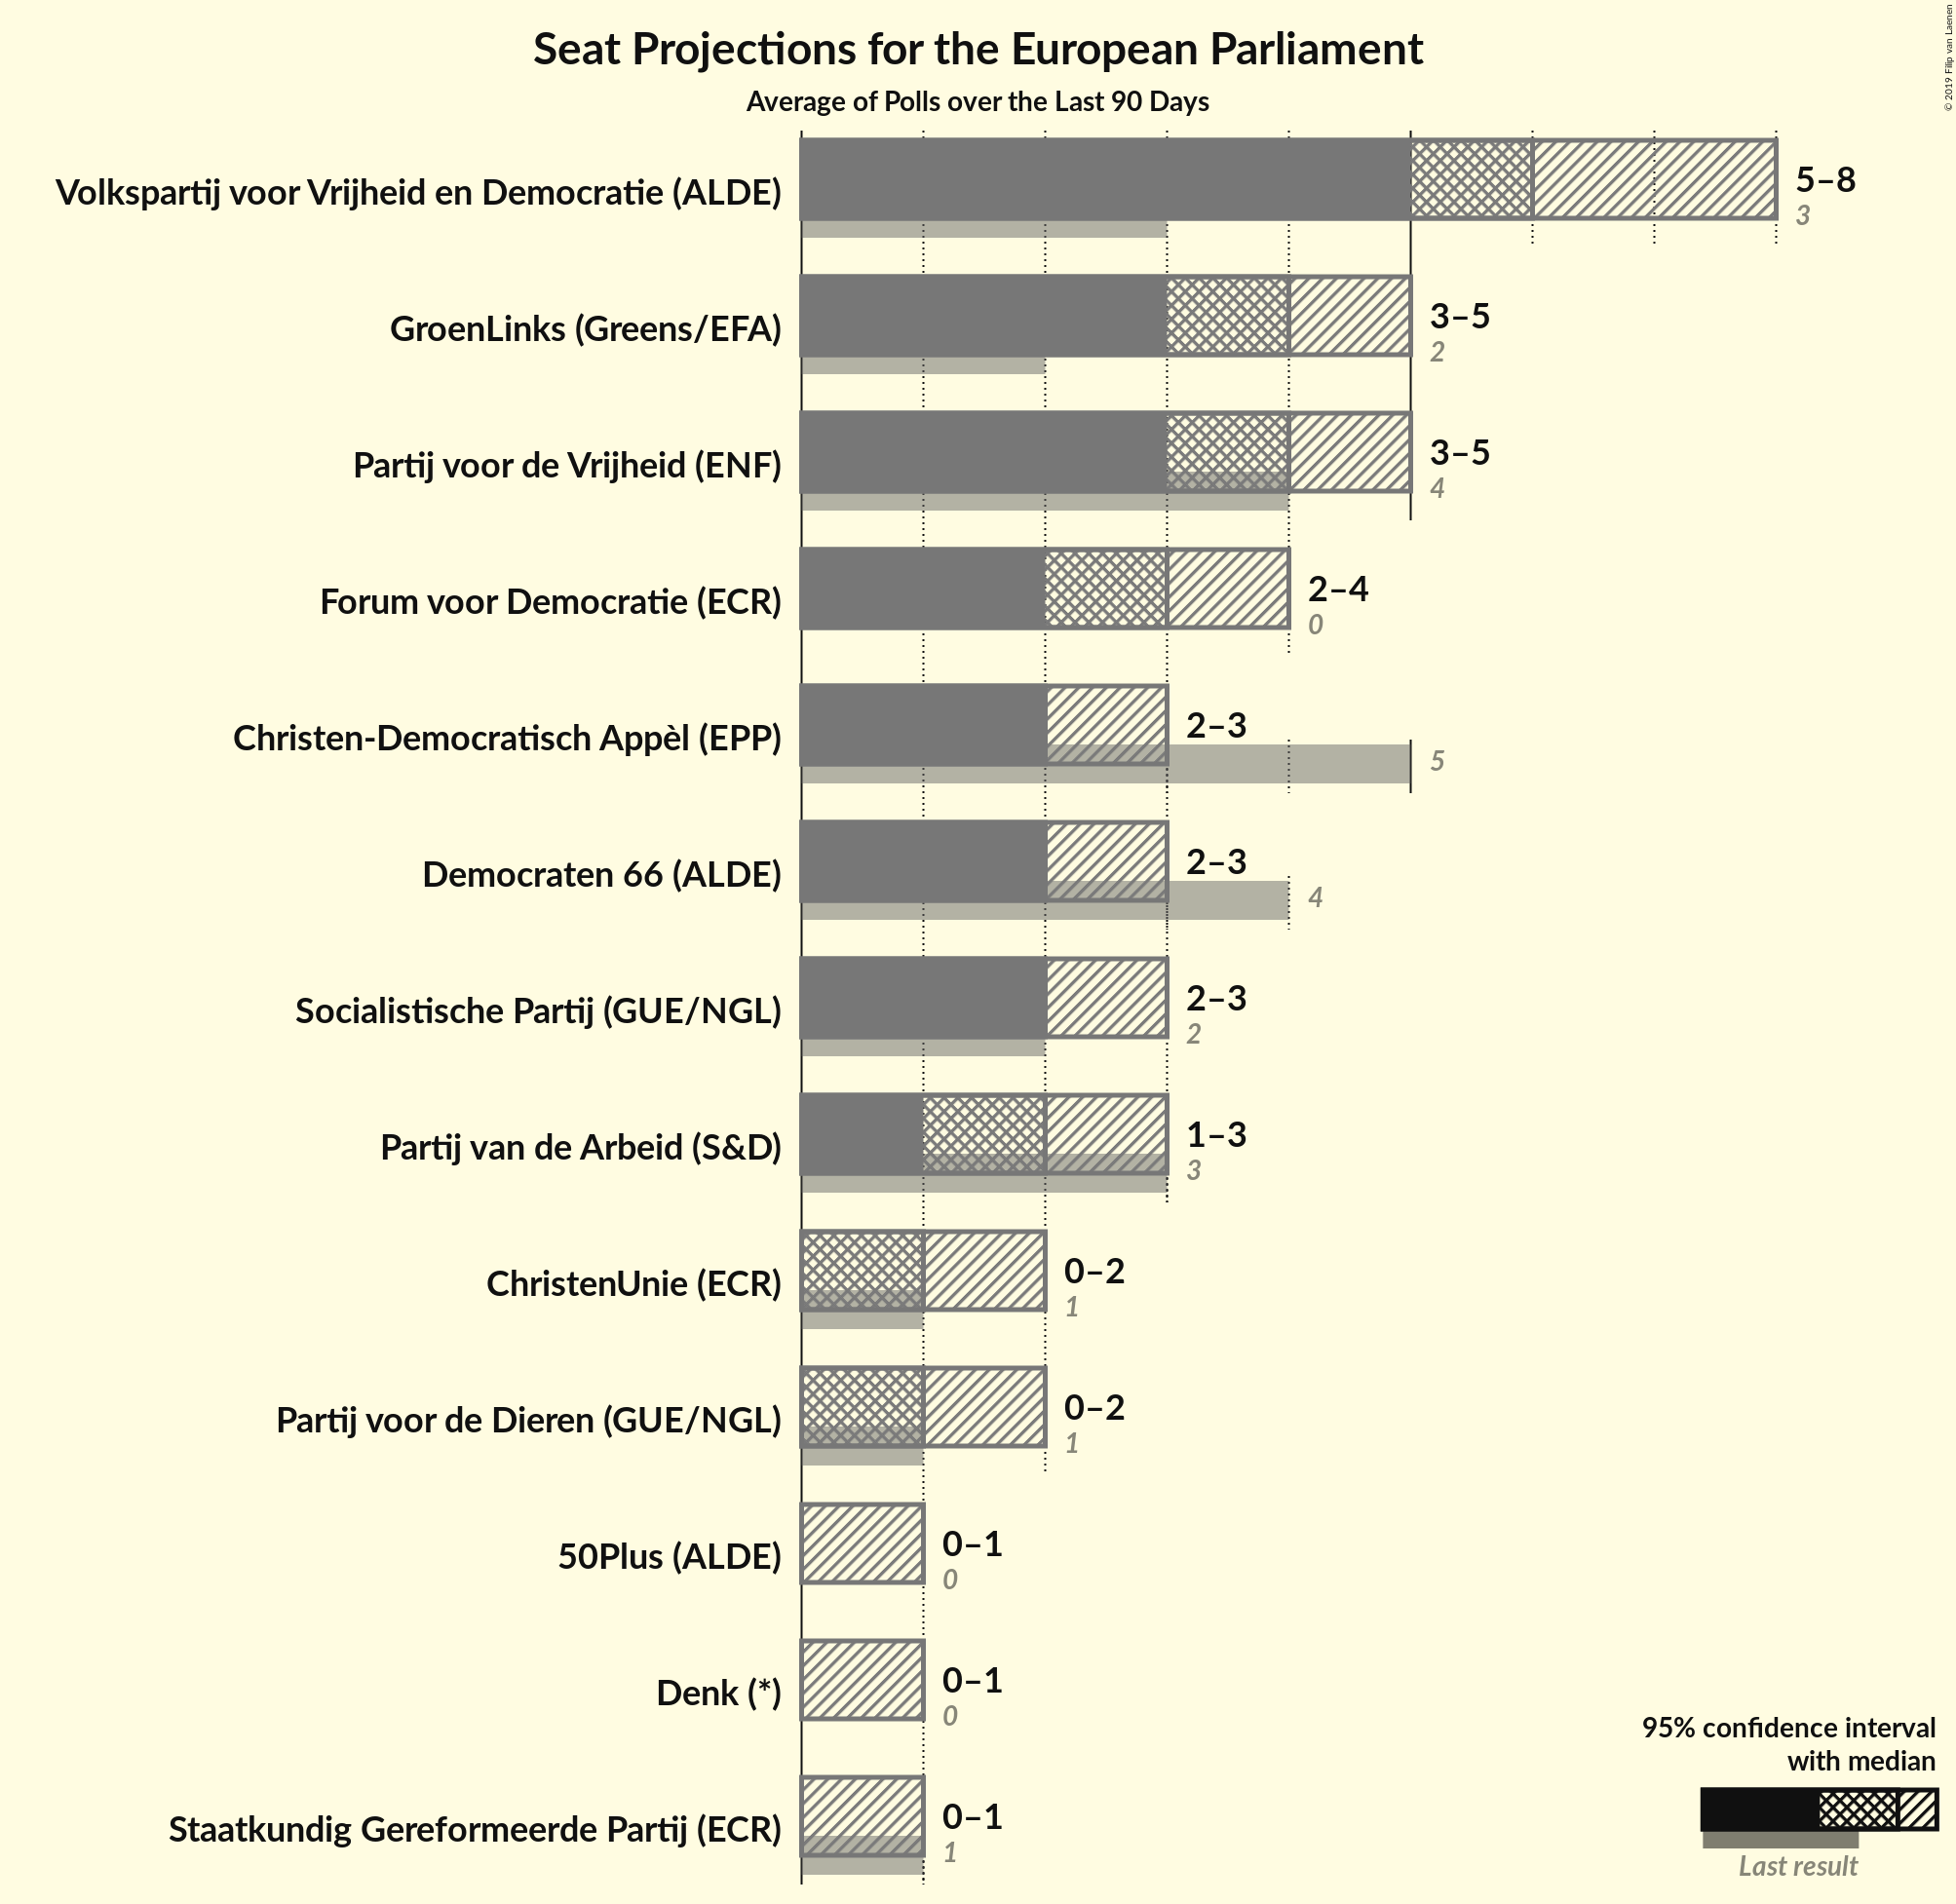 © 2019 Filip van Laenen
Seat Projections for the European Parliament
Average of Polls over the Last 90 Days
Volkspartij voor Vrijheid en Democratie (ALDE)
5–8
3
GroenLinks (Greens/EFA)
3–5
2
Partij voor de Vrijheid (ENF)
3–5
4
Forum voor Democratie (ECR)
2–4
0
Christen-Democratisch Appèl (EPP)
2–3
5
Democraten 66 (ALDE)
2–3
4
Socialistische Partij (GUE/NGL)
2–3
2
Partij van de Arbeid (S&D)
1–3
3
ChristenUnie (ECR)
0–2
1
Partij voor de Dieren (GUE/NGL)
0–2
1
50Plus (ALDE)
0–1
0
Denk (*)
0–1
0
Staatkundig Gereformeerde Partij (ECR)
0–1
1
95% confidence interval
with median
Last result